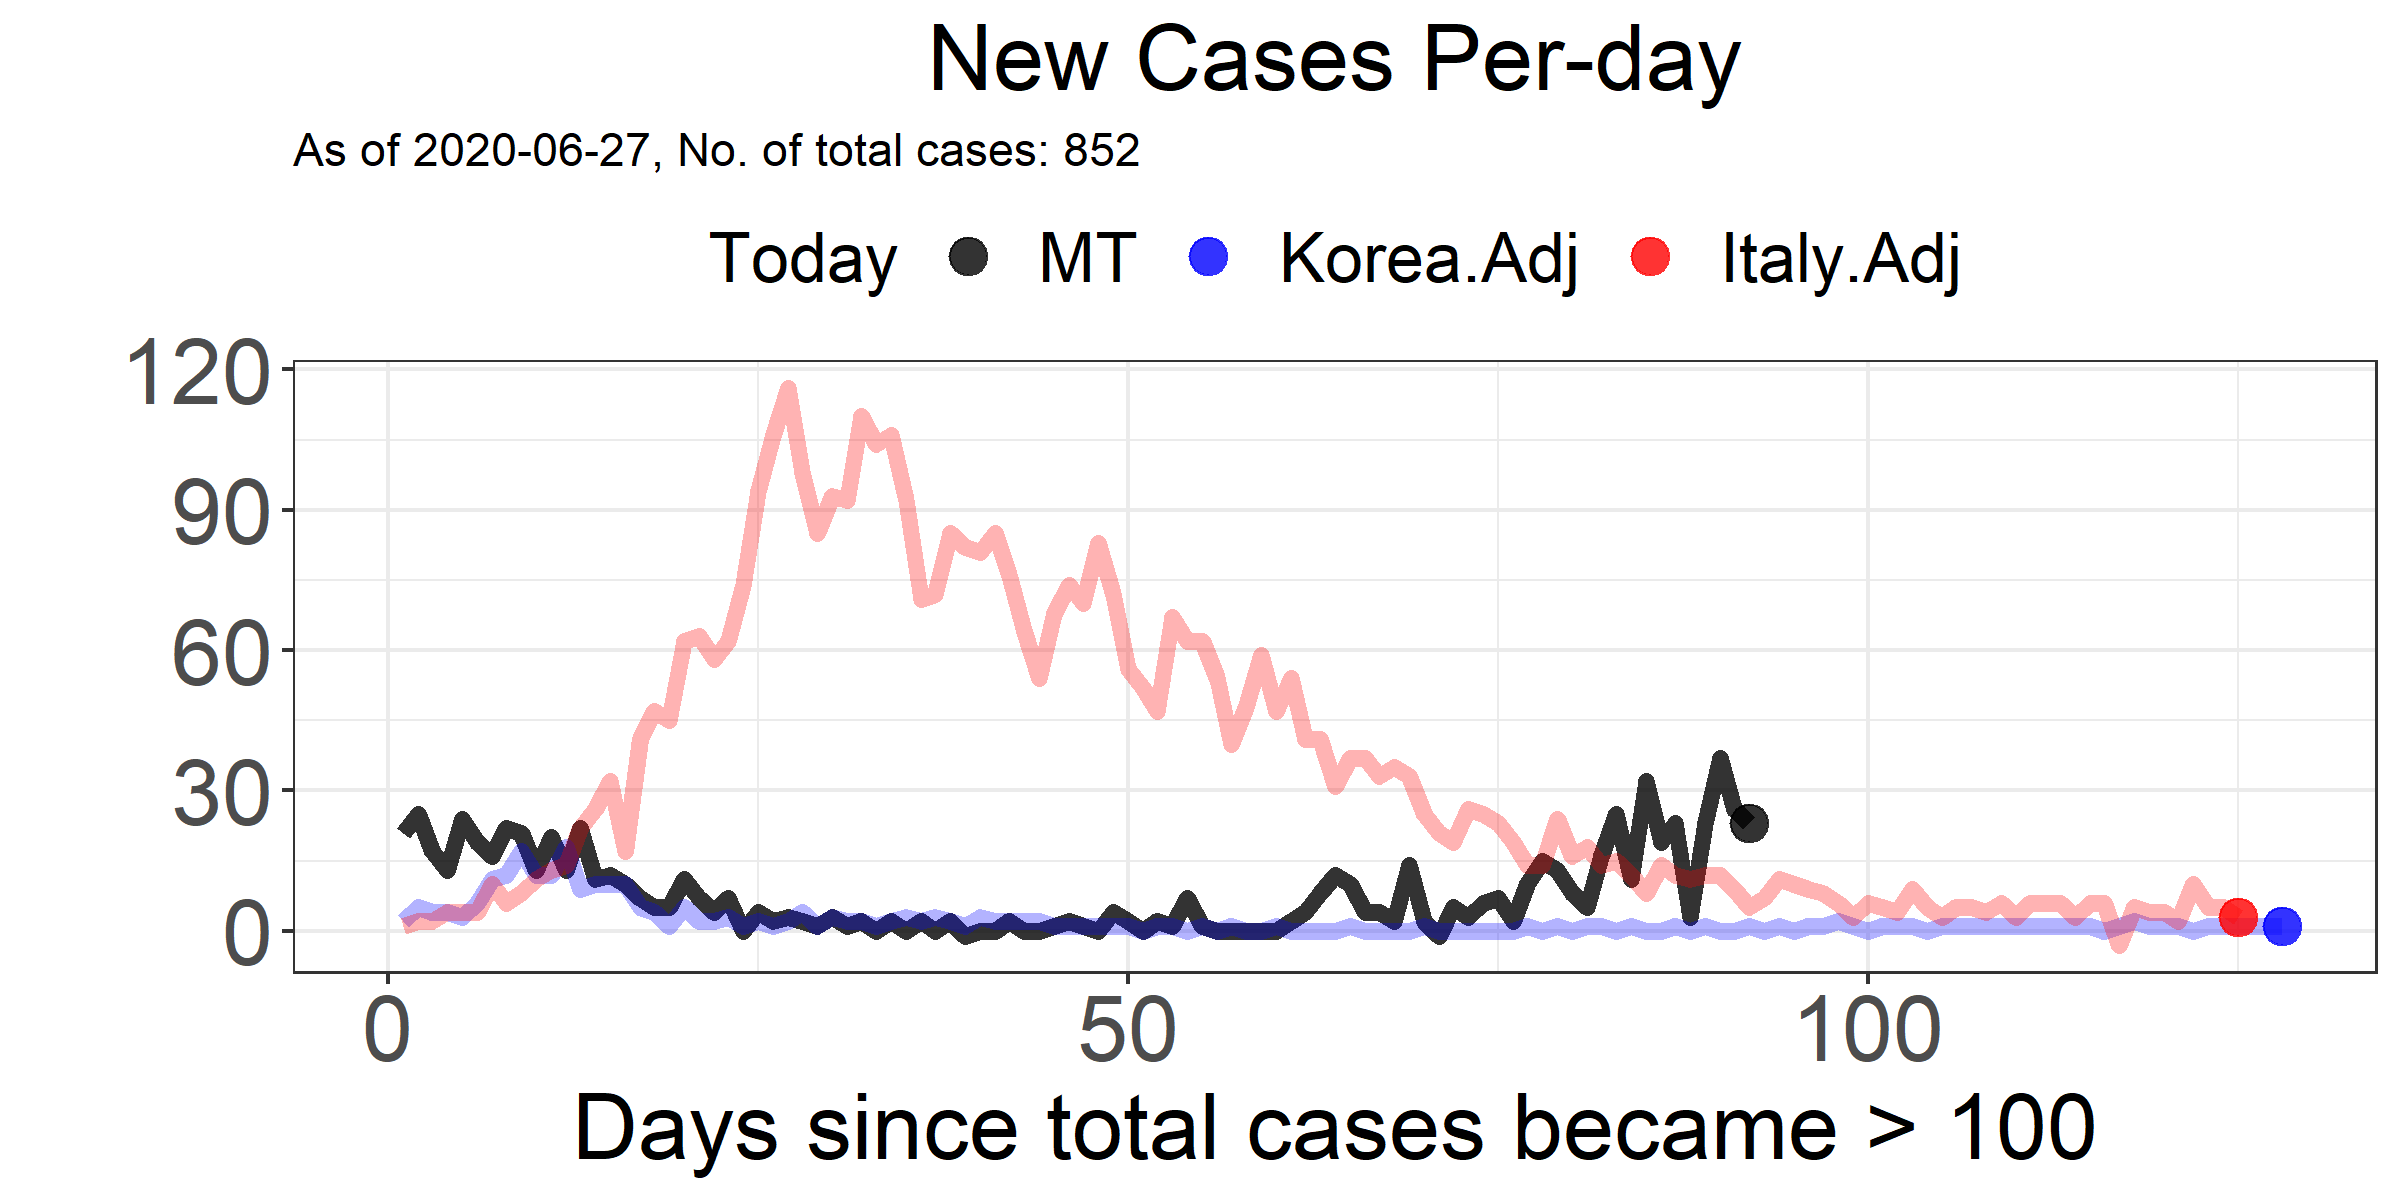 New Cases Per-day
As of 2020-06-27, No. of total cases: 852
Today MT Korea.Adj Italy.Adj
120
90
60
30
0
0 50 100
Days since total cases became > 100